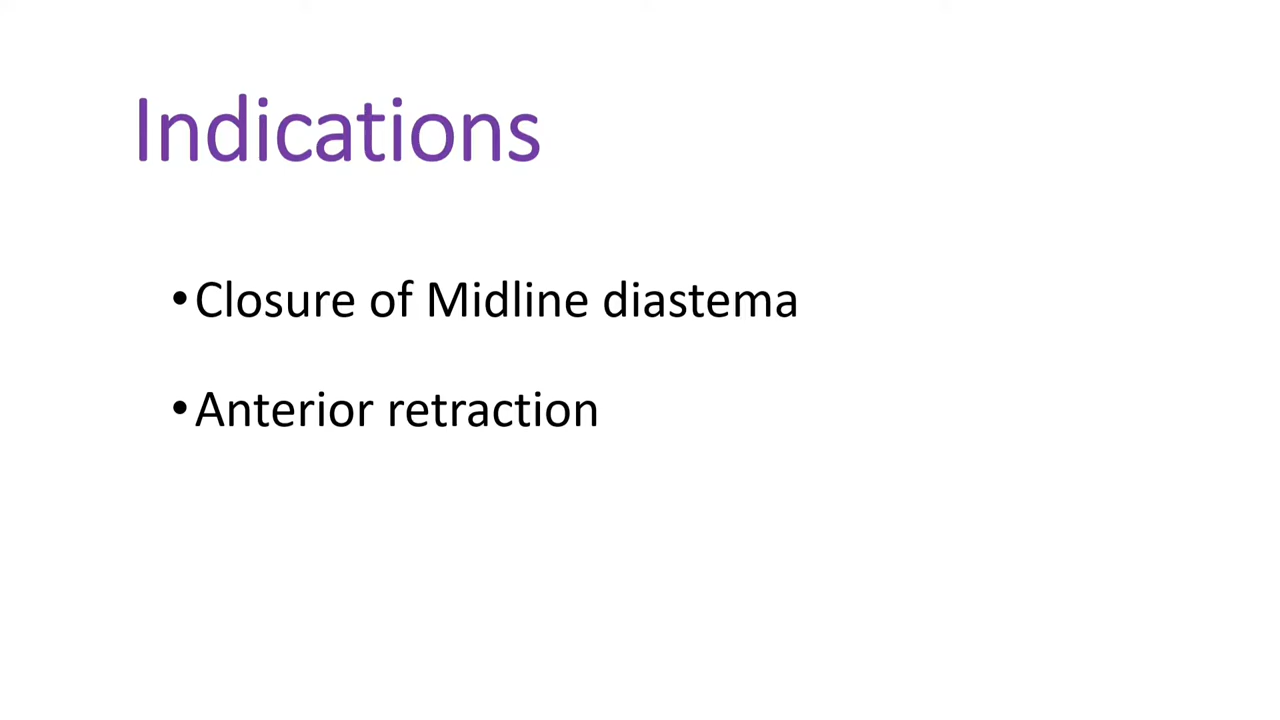 Indications
•Closure of Midline diastema
•Anterior retraction